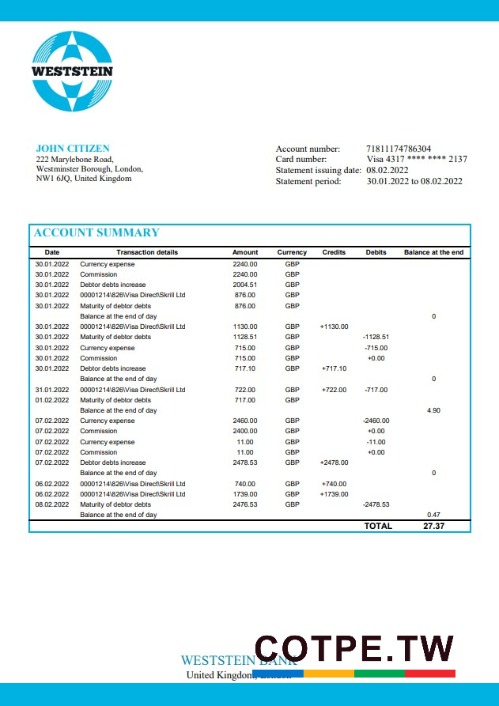 WESTSTEIN
JOHN CITIZEN
222 Marylebone Road,
Westminster Borough, London,
NW1 6JQ, United Kingdom
Account number: 71811174786304
Card number: Visa 4317 **** **** 2137
Statement issuing date: 08.02.2022
Statement period: 30.01.2022 to 08.02.2022
ACCOUNT SUMMARY
Date Transaction details Amount Currency Credits Debits Balance at the end
30.01.2022 Currency expense 2240.00 GBP
30.01.2022 Commission 2240.00 GBP
30.01.2022 Debtor debts increase 2004.51 GBP
30.01.2022 00001214\826\Visa Direct\Skrill Ltd 876.00 GBP
30.01.2022 Maturity of debtor debts 876.00 GBP
Balance at the end of day 0
30.01.2022 00001214\826\Visa Direct\Skrill Ltd 1130.00 GBP +1130.00
30.01.2022 Maturity of debtor debts 1128.51 GBP -1128.51
30.01.2022 Currency expense 715.00 GBP -715.00
30.01.2022 Commission 715.00 GBP +0.00
30.01.2022 Debtor debts increase 717.10 GBP +717.10
Balance at the end of day 0
31.01.2022 00001214\826\Visa Direct\Skrill Ltd 722.00 GBP +722.00 -717.00
01.02.2022 Maturity of debtor debts 717.00 GBP
Balance at the end of day 4.90
07.02.2022 Currency expense 2460.00 GBP -2460.00
07.02.2022 Commission 2400.00 GBP +0.00
07.02.2022 Currency expense 11.00 GBP -11.00
07.02.2022 Commission 11.00 GBP +0.00
07.02.2022 Debtor debts increase 2478.53 GBP +2478.00
Balance at the end of day 0
06.02.2022 00001214\826\Visa Direct\Skrill Ltd 740.00 GBP +740.00
06.02.2022 00001214\826\Visa Direct\Skrill Ltd 1739.00 GBP +1739.00
08.02.2022 Maturity of debtor debts 2476.53 GBP -2478.53
Balance at the end of day 0.47
TOTAL 27.37
COTPE.TW
WESTSTEIN BANK
United Kingdom, London